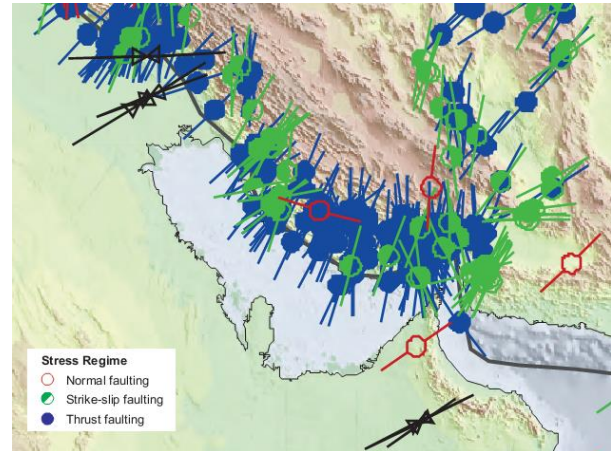 Stress Regime
Normal faulting
Strike-slip faulting
Thrust faulting